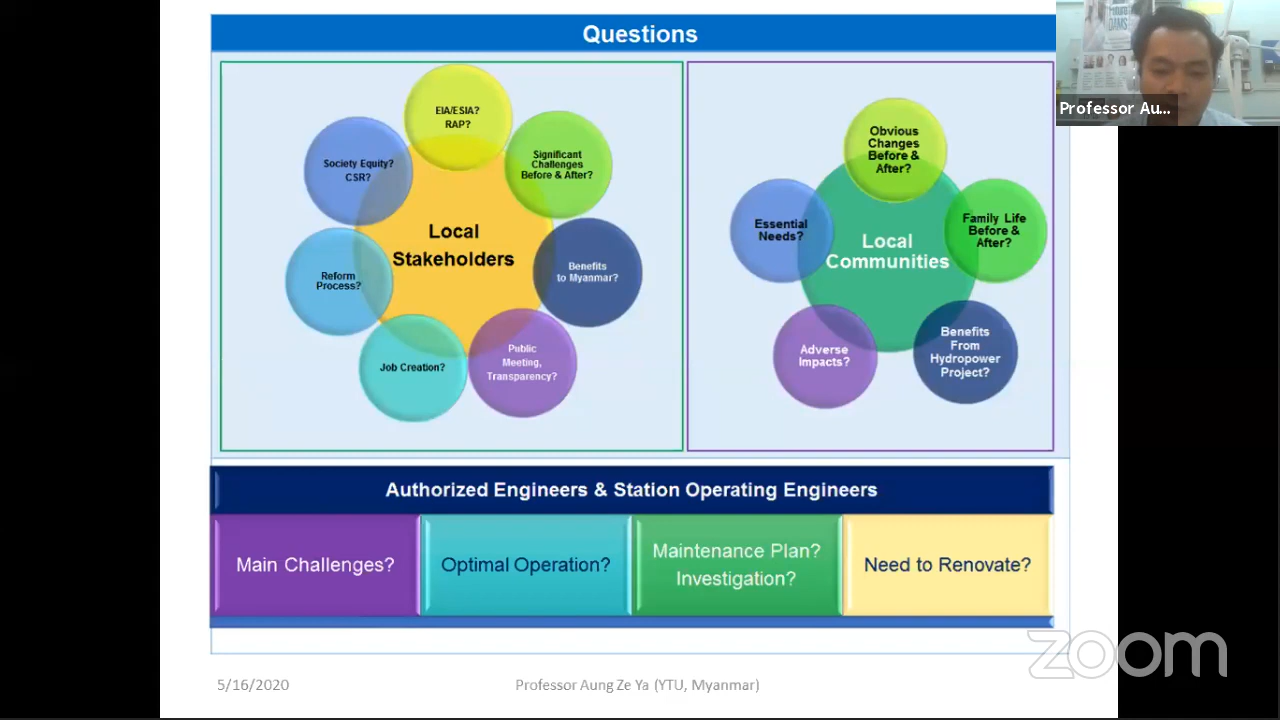 Questions
EIA/ESIA?
RAP?
Significant
Challenges
Before & After?
Benefits
to Myanmar?
Public
Meeting,
Transparency?
Job Creation?
Reform
Process?
Society Equity?
CSR?
Local
Stakeholders
Obvious
Changes
Before &
After?
Family Life
Before &
After?
Benefits
From
Hydropower
Project?
Adverse
Impacts?
Essential
Needs?
Local
Communities
Authorized Engineers & Station Operating Engineers
Main Challenges?
Optimal Operation?
Maintenance Plan?
Investigation?
Need to Renovate?
5/16/2020
Professor Aung Ze Ya (YTU, Myanmar)
Future
DAMS
Professor Au...
zoom